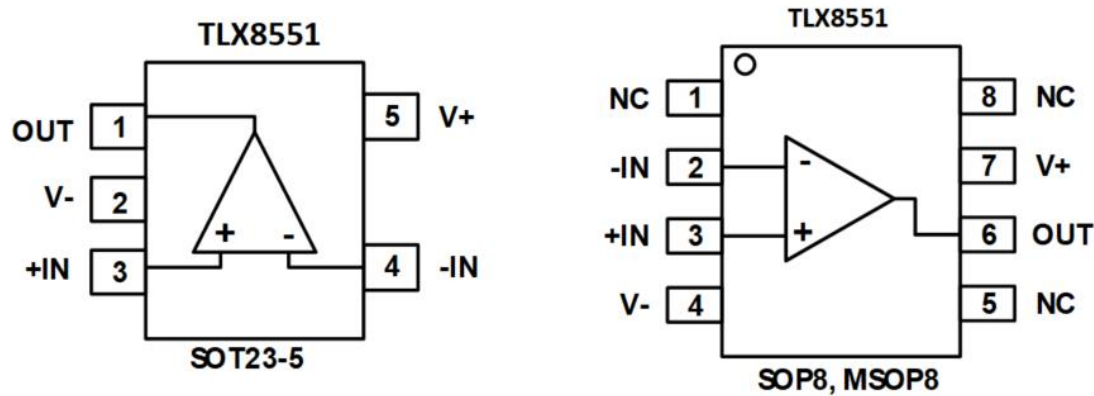 TLX8551
OUT 1 5 V+
V- 2
+ -
+IN 3 4 -IN
SOT23-5
TLX8551
NC 1 8 NC
-IN 2 - 7 V+
+IN 3 + 6 OUT
V- 4 5 NC
SOP8, MSOP8